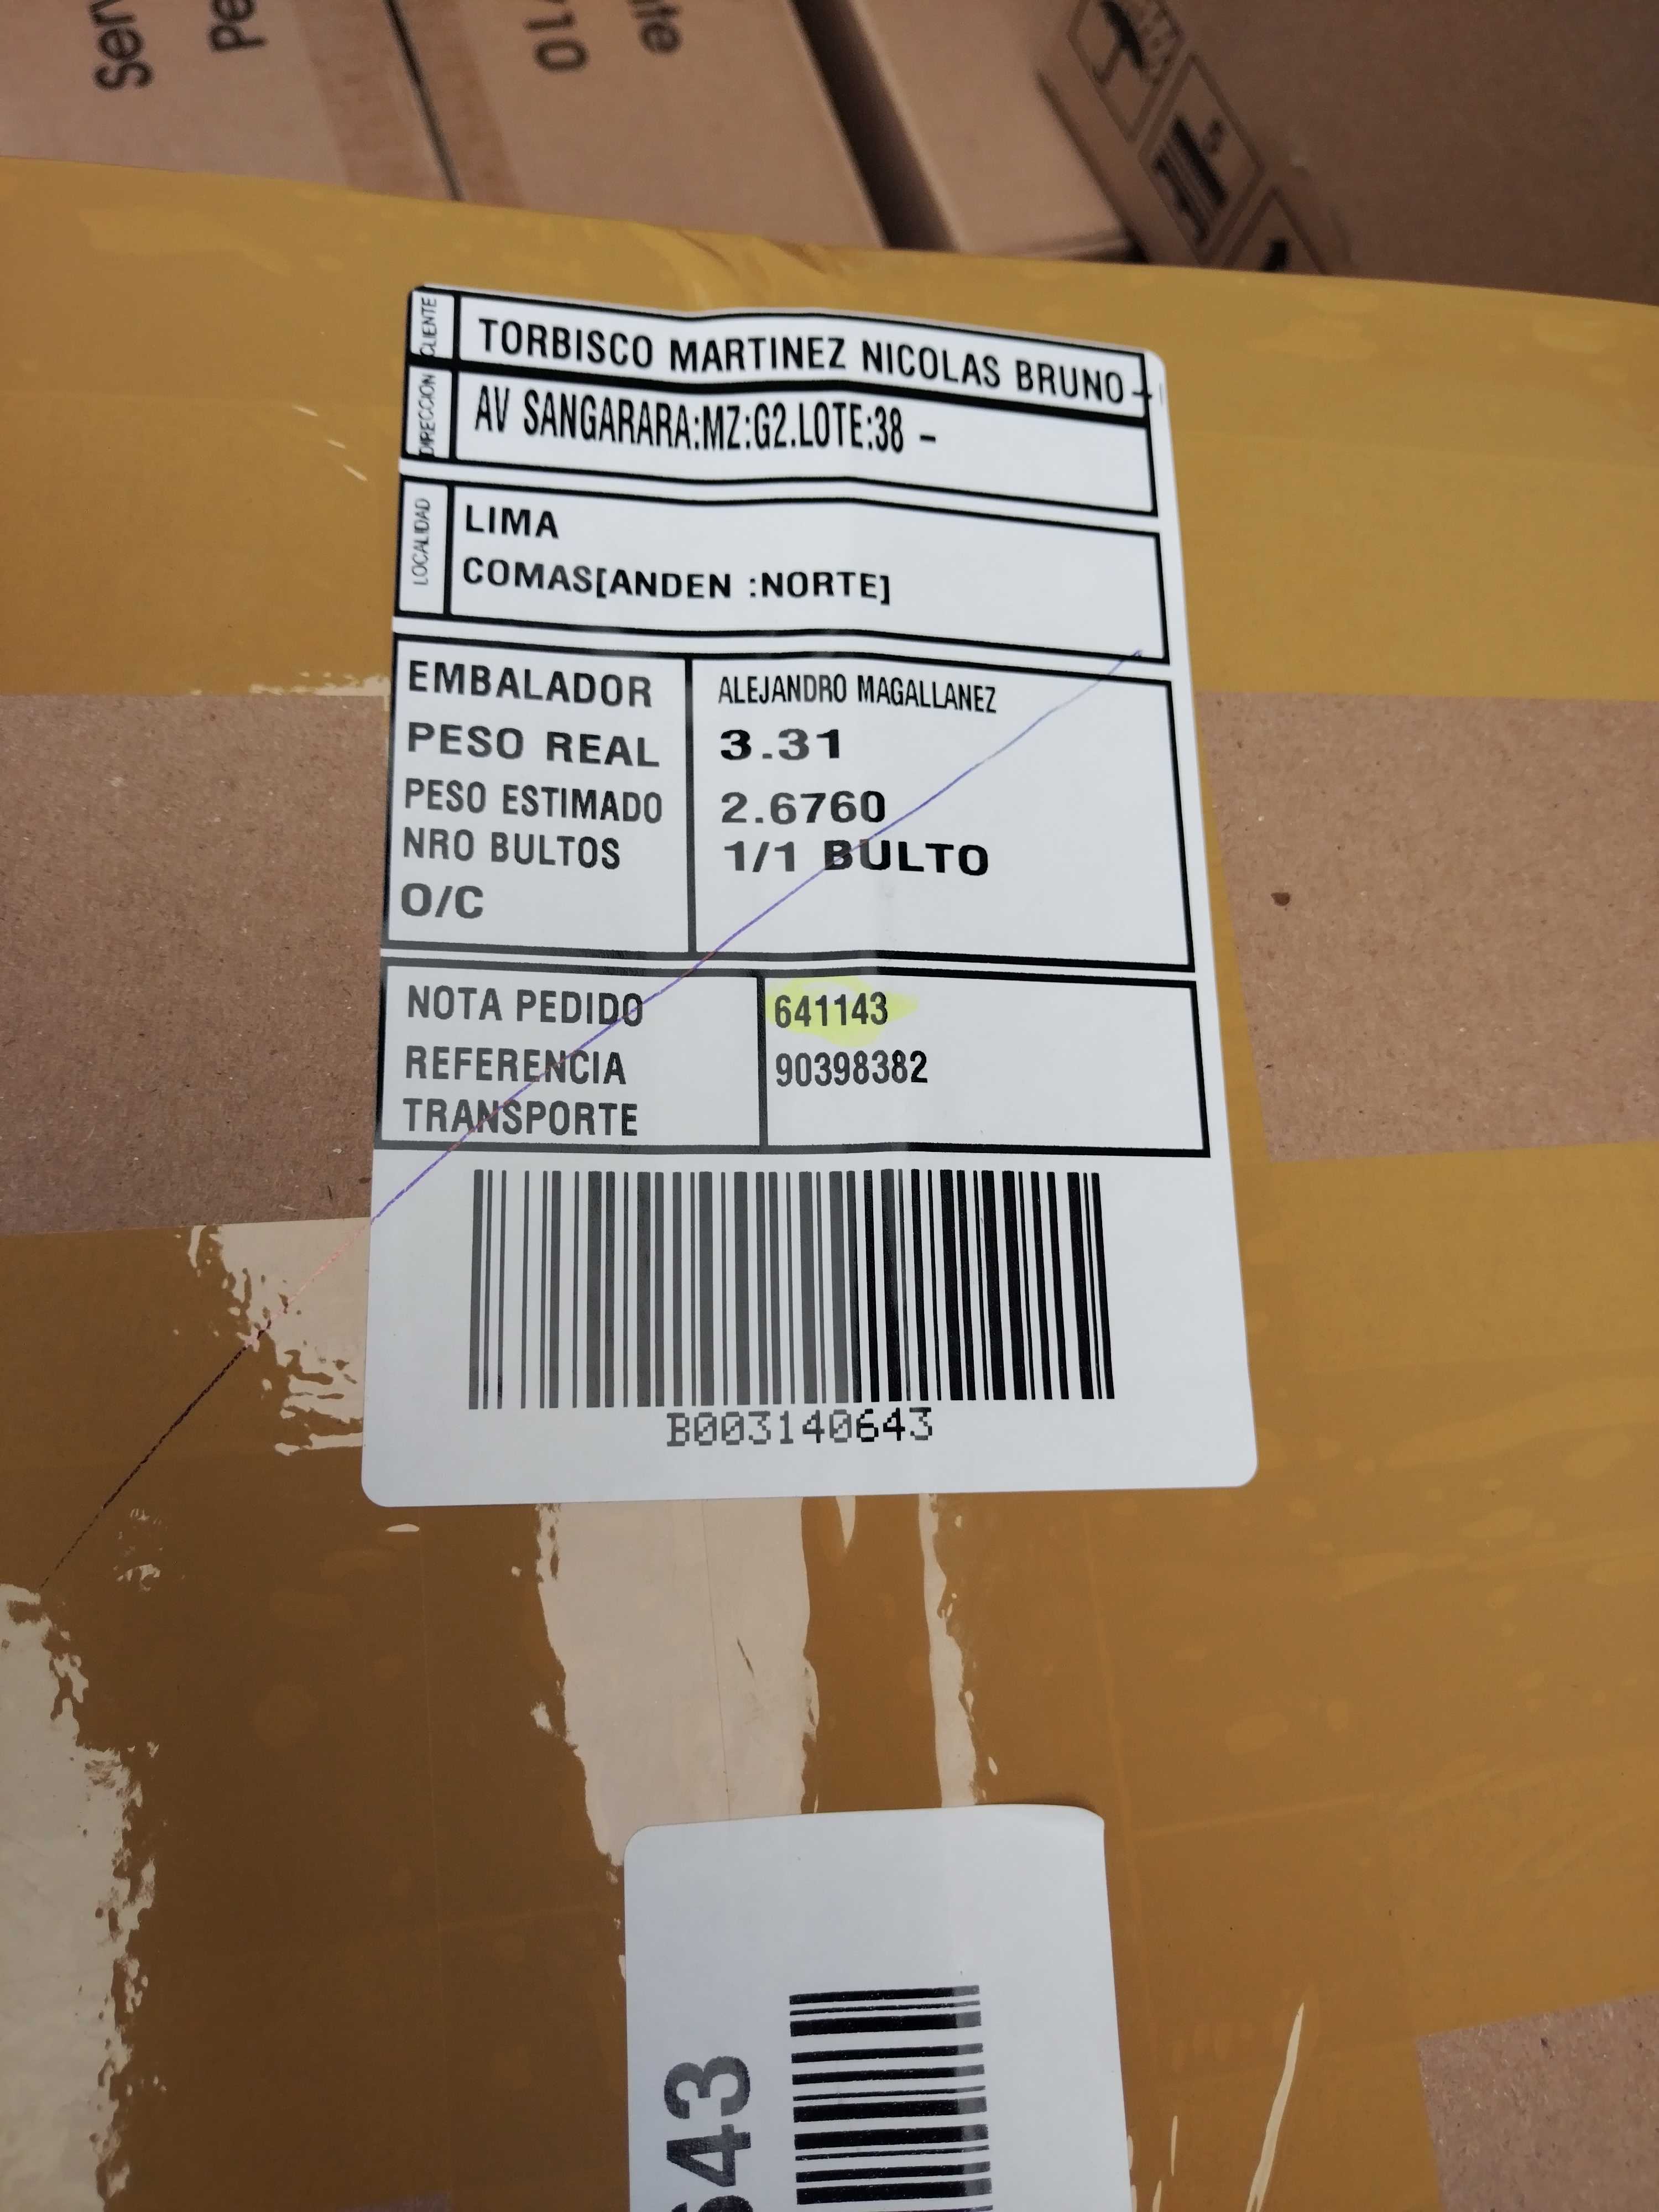 CLIENTE
TORBISCO MARTINEZ NICOLAS BRUNO -
DIRECCION
AV SANGARARA:MZ:G2.LOTE:38 -
LOCALIDAD
LIMA
COMAS[ANDEN :NORTE]
EMBALADOR ALEJANDRO MAGALLANEZ
PESO REAL 3.31
PESO ESTIMADO 2.6760
NRO BULTOS 1/1 BULTO
O/C
NOTA PEDIDO 641143
REFERENCIA 90398382
TRANSPORTE
B003140643